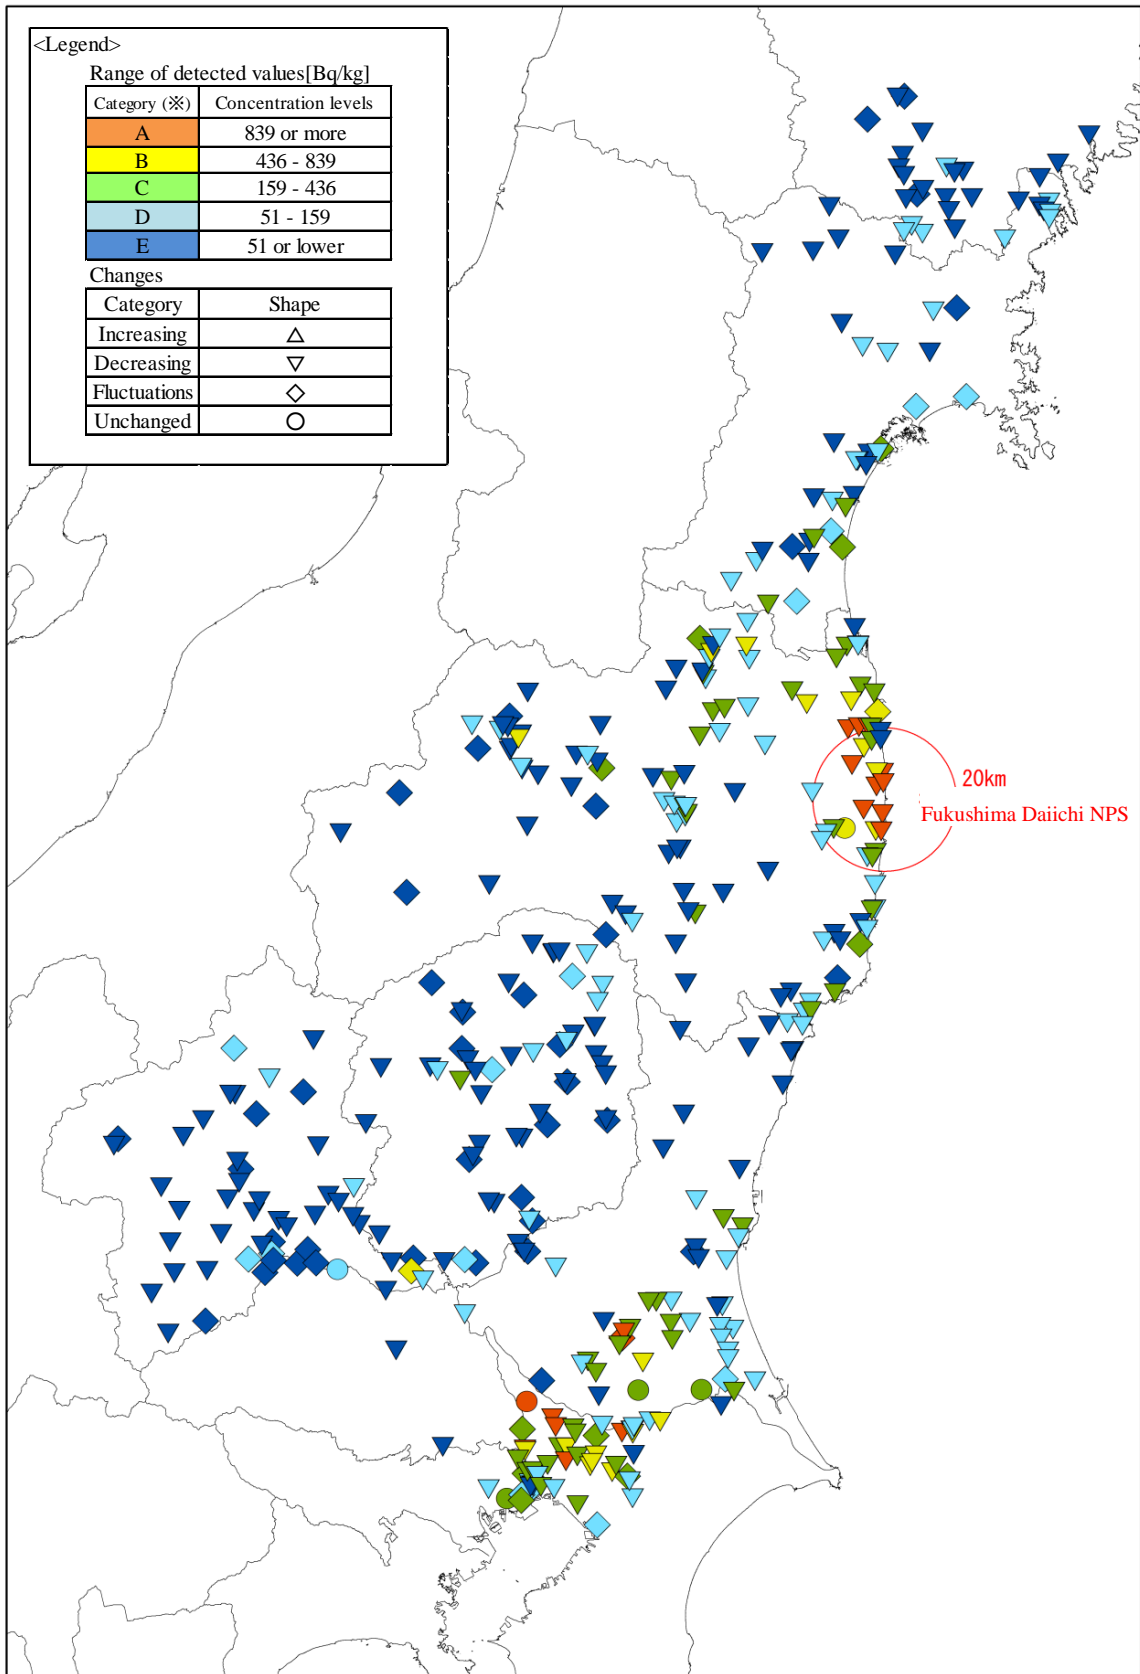 <Legend>
Range of detected values[Bq/kg]
Category (※) Concentration levels
A 839 or more
B 436 - 839
C 159 - 436
D 51 - 159
E 51 or lower
Changes
Category Shape
Increasing △
Decreasing ▽
Fluctuations ◇
Unchanged ○
20km
Fukushima Daiichi NPS